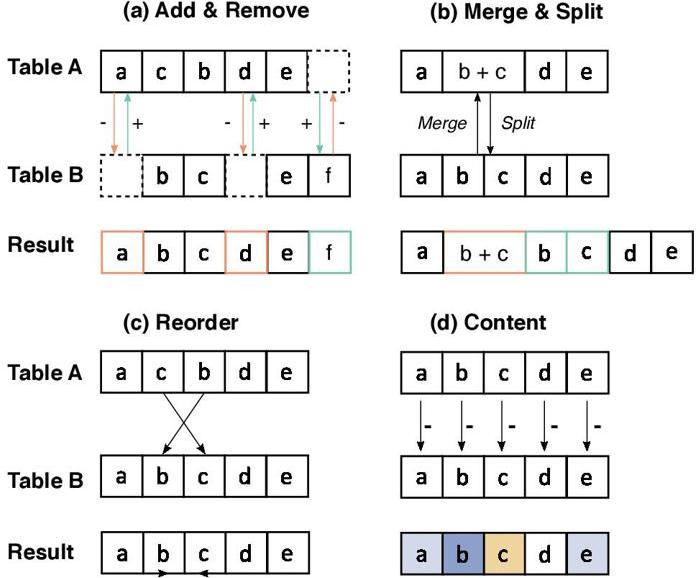 (a) Add & Remove
Table A a c b d e
- + - + + -
Table B b c e f
Result a b c d e f
(b) Merge & Split
a b + c d e
Merge Split
a b c d e
a b + c b c d e
(c) Reorder
Table A a c b d e
Table B a b c d e
Result a b c d e
(d) Content
a b c d e
- - - - -
a b c d e
a b c d e